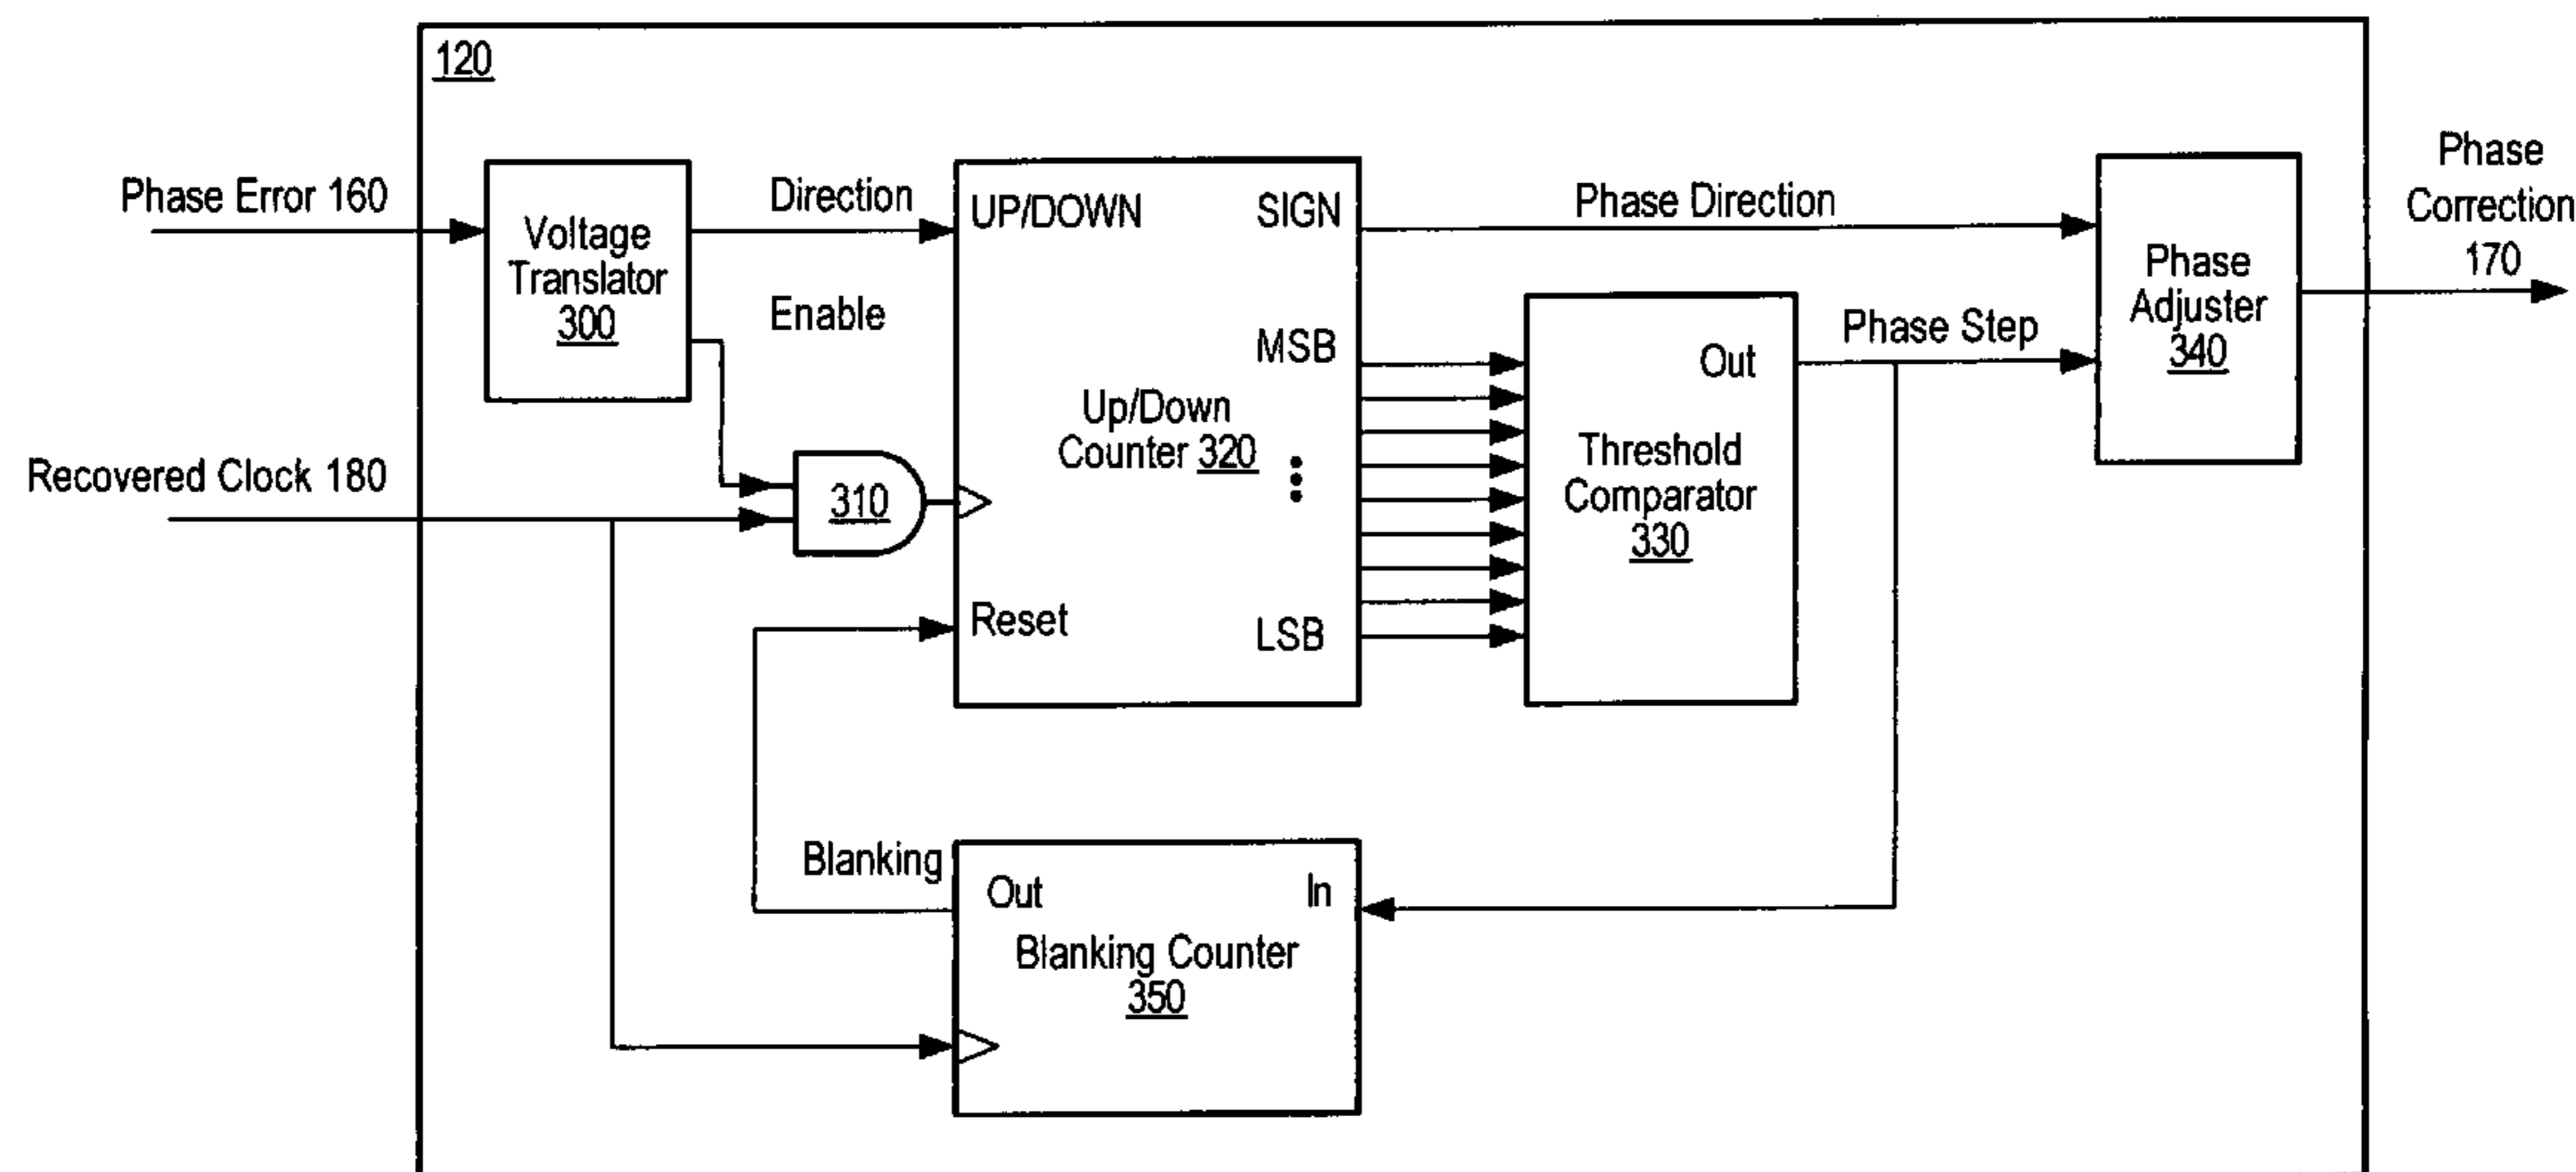 120
Phase Error 160
Voltage
Translator
300
Direction
Enable
Recovered Clock 180
310
UP/DOWN
SIGN
MSB
Up/Down
Counter 320
Reset
LSB
Phase Direction
Out
Threshold
Comparator
330
Phase Step
Phase
Adjuster
340
Phase
Correction
170
Blanking
Out
In
Blanking Counter
350